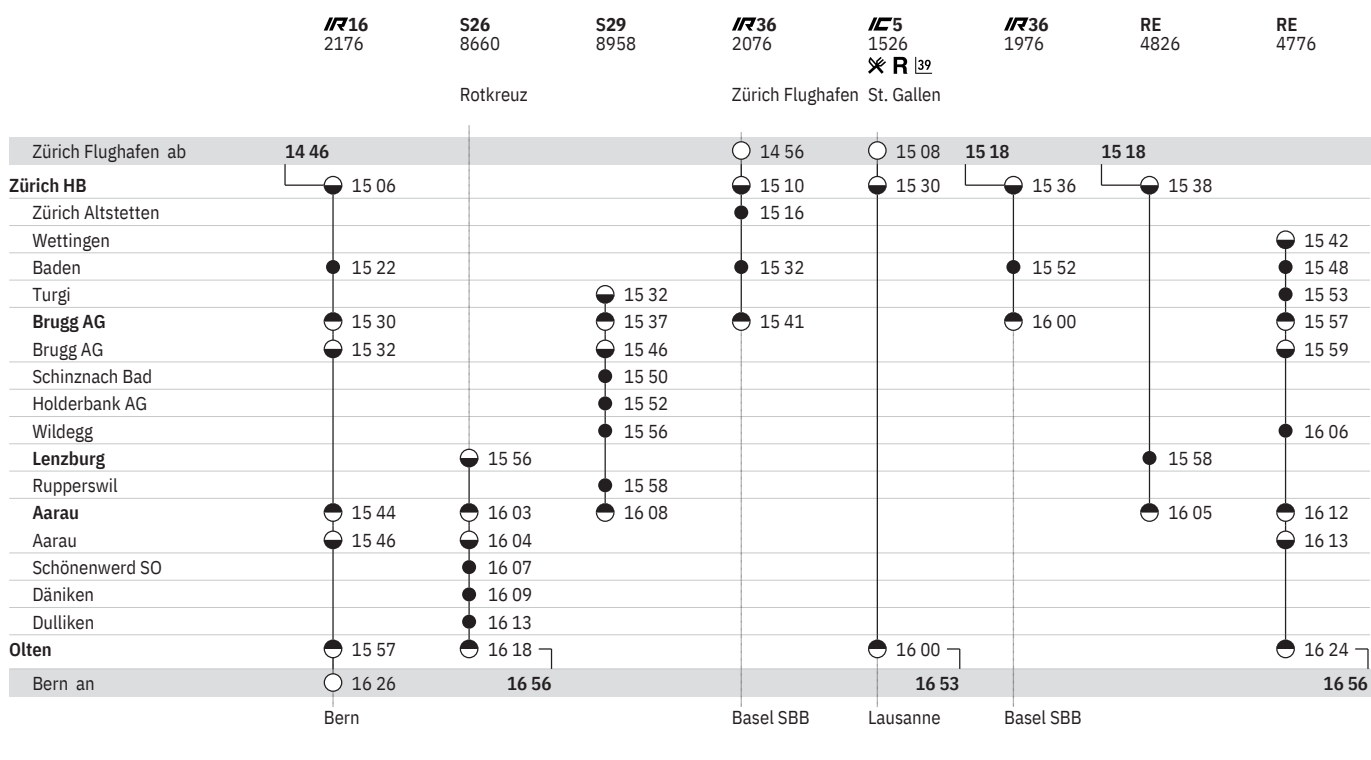 IR16 S26 S29 IR36 IC5 IR36 RE RE
2176 8660 8958 2076 1526 1976 4826 4776
R 39
Rotkreuz Zürich Flughafen St. Gallen
Zürich Flughafen ab 14 46 14 56 15 08 15 18 15 18
Zürich HB 15 06 15 10 15 30 15 36 15 38
Zürich Altstetten 15 16
Wettingen 15 42
Baden 15 22 15 32 15 52 15 48
Turgi 15 32 15 53
Brugg AG 15 30 15 37 15 41 16 00 15 57
Brugg AG 15 32 15 46 15 59
Schinznach Bad 15 50
Holderbank AG 15 52
Wildegg 15 56 16 06
Lenzburg 15 56 15 58
Rupperswil 15 58
Aarau 15 44 16 03 16 08 16 05 16 12
Aarau 15 46 16 04 16 13
Schönenwerd SO 16 07
Däniken 16 09
Dulliken 16 13
Olten 15 57 16 18 16 00 16 24
Bern an 16 26 16 56 16 53 16 56
Bern Basel SBB Lausanne Basel SBB